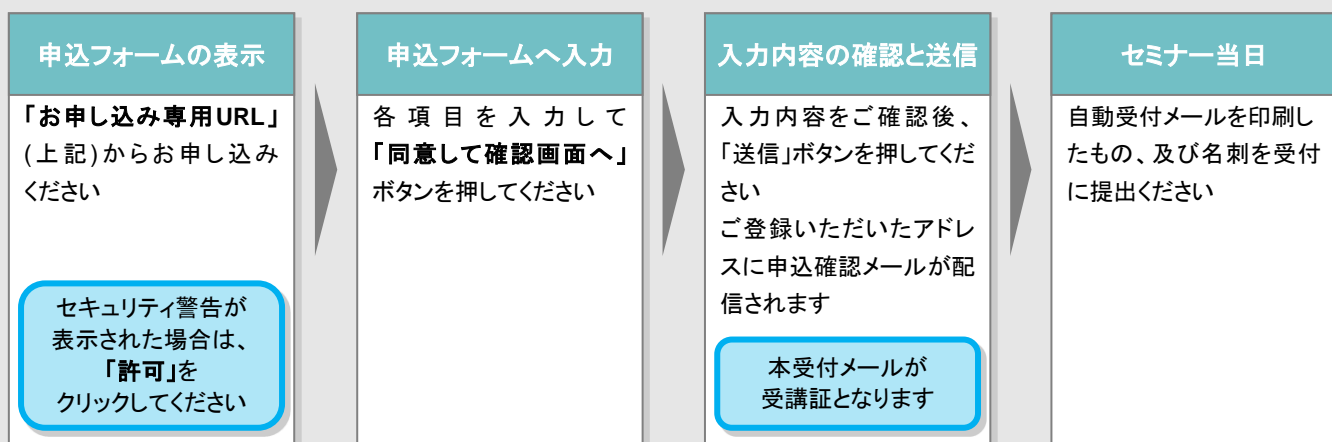 申込フォームの表示
「お申し込み専用URL」
(上記)からお申し込み
ください
セキュリティ警告が
表示された場合は、
「許可」を
クリックしてください
申込フォームへ入力
各項目を入力して
「同意して確認画面へ」
ボタンを押してください
入力内容の確認と送信
入力内容をご確認後、
「送信」ボタンを押してくだ
さい
ご登録いただいたアドレ
スに申込確認メールが配
信されます
本受付メールが
受講証となります
セミナー当日
自動受付メールを印刷し
たもの、及び名刺を受付
に提出ください